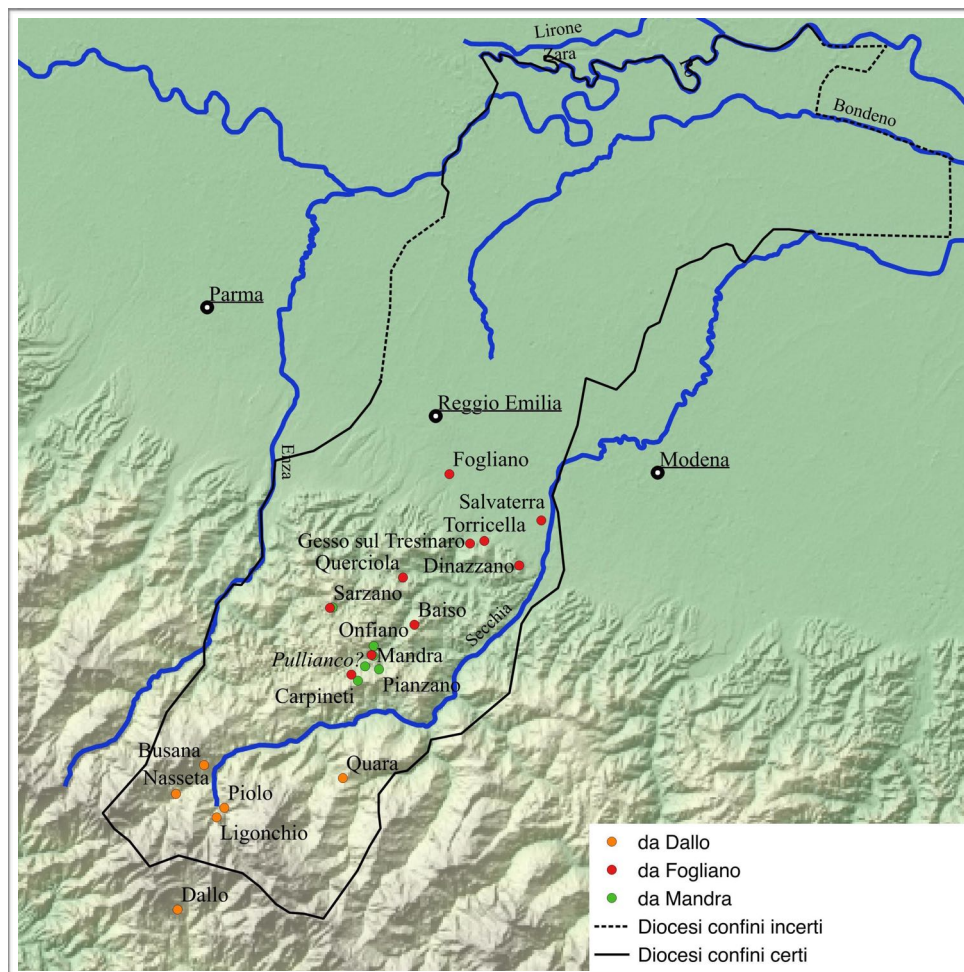 Lirone
Zara
Po
Bondeno
Parma
Reggio Emilia
Enza
Fogliano
Modena
Salvaterra
Torricella
Gesso sul Tresinaro
Querciola
Dinazzano
Sarzano
Baiso
Secchia
Onfiano
Pullianco?
Mandra
Carpineti
Pianzano
Busana
Nasseta
Quara
Piolo
Ligonchio
Dallo
da Dallo
da Fogliano
da Mandra
Diocesi confini incerti
Diocesi confini certi